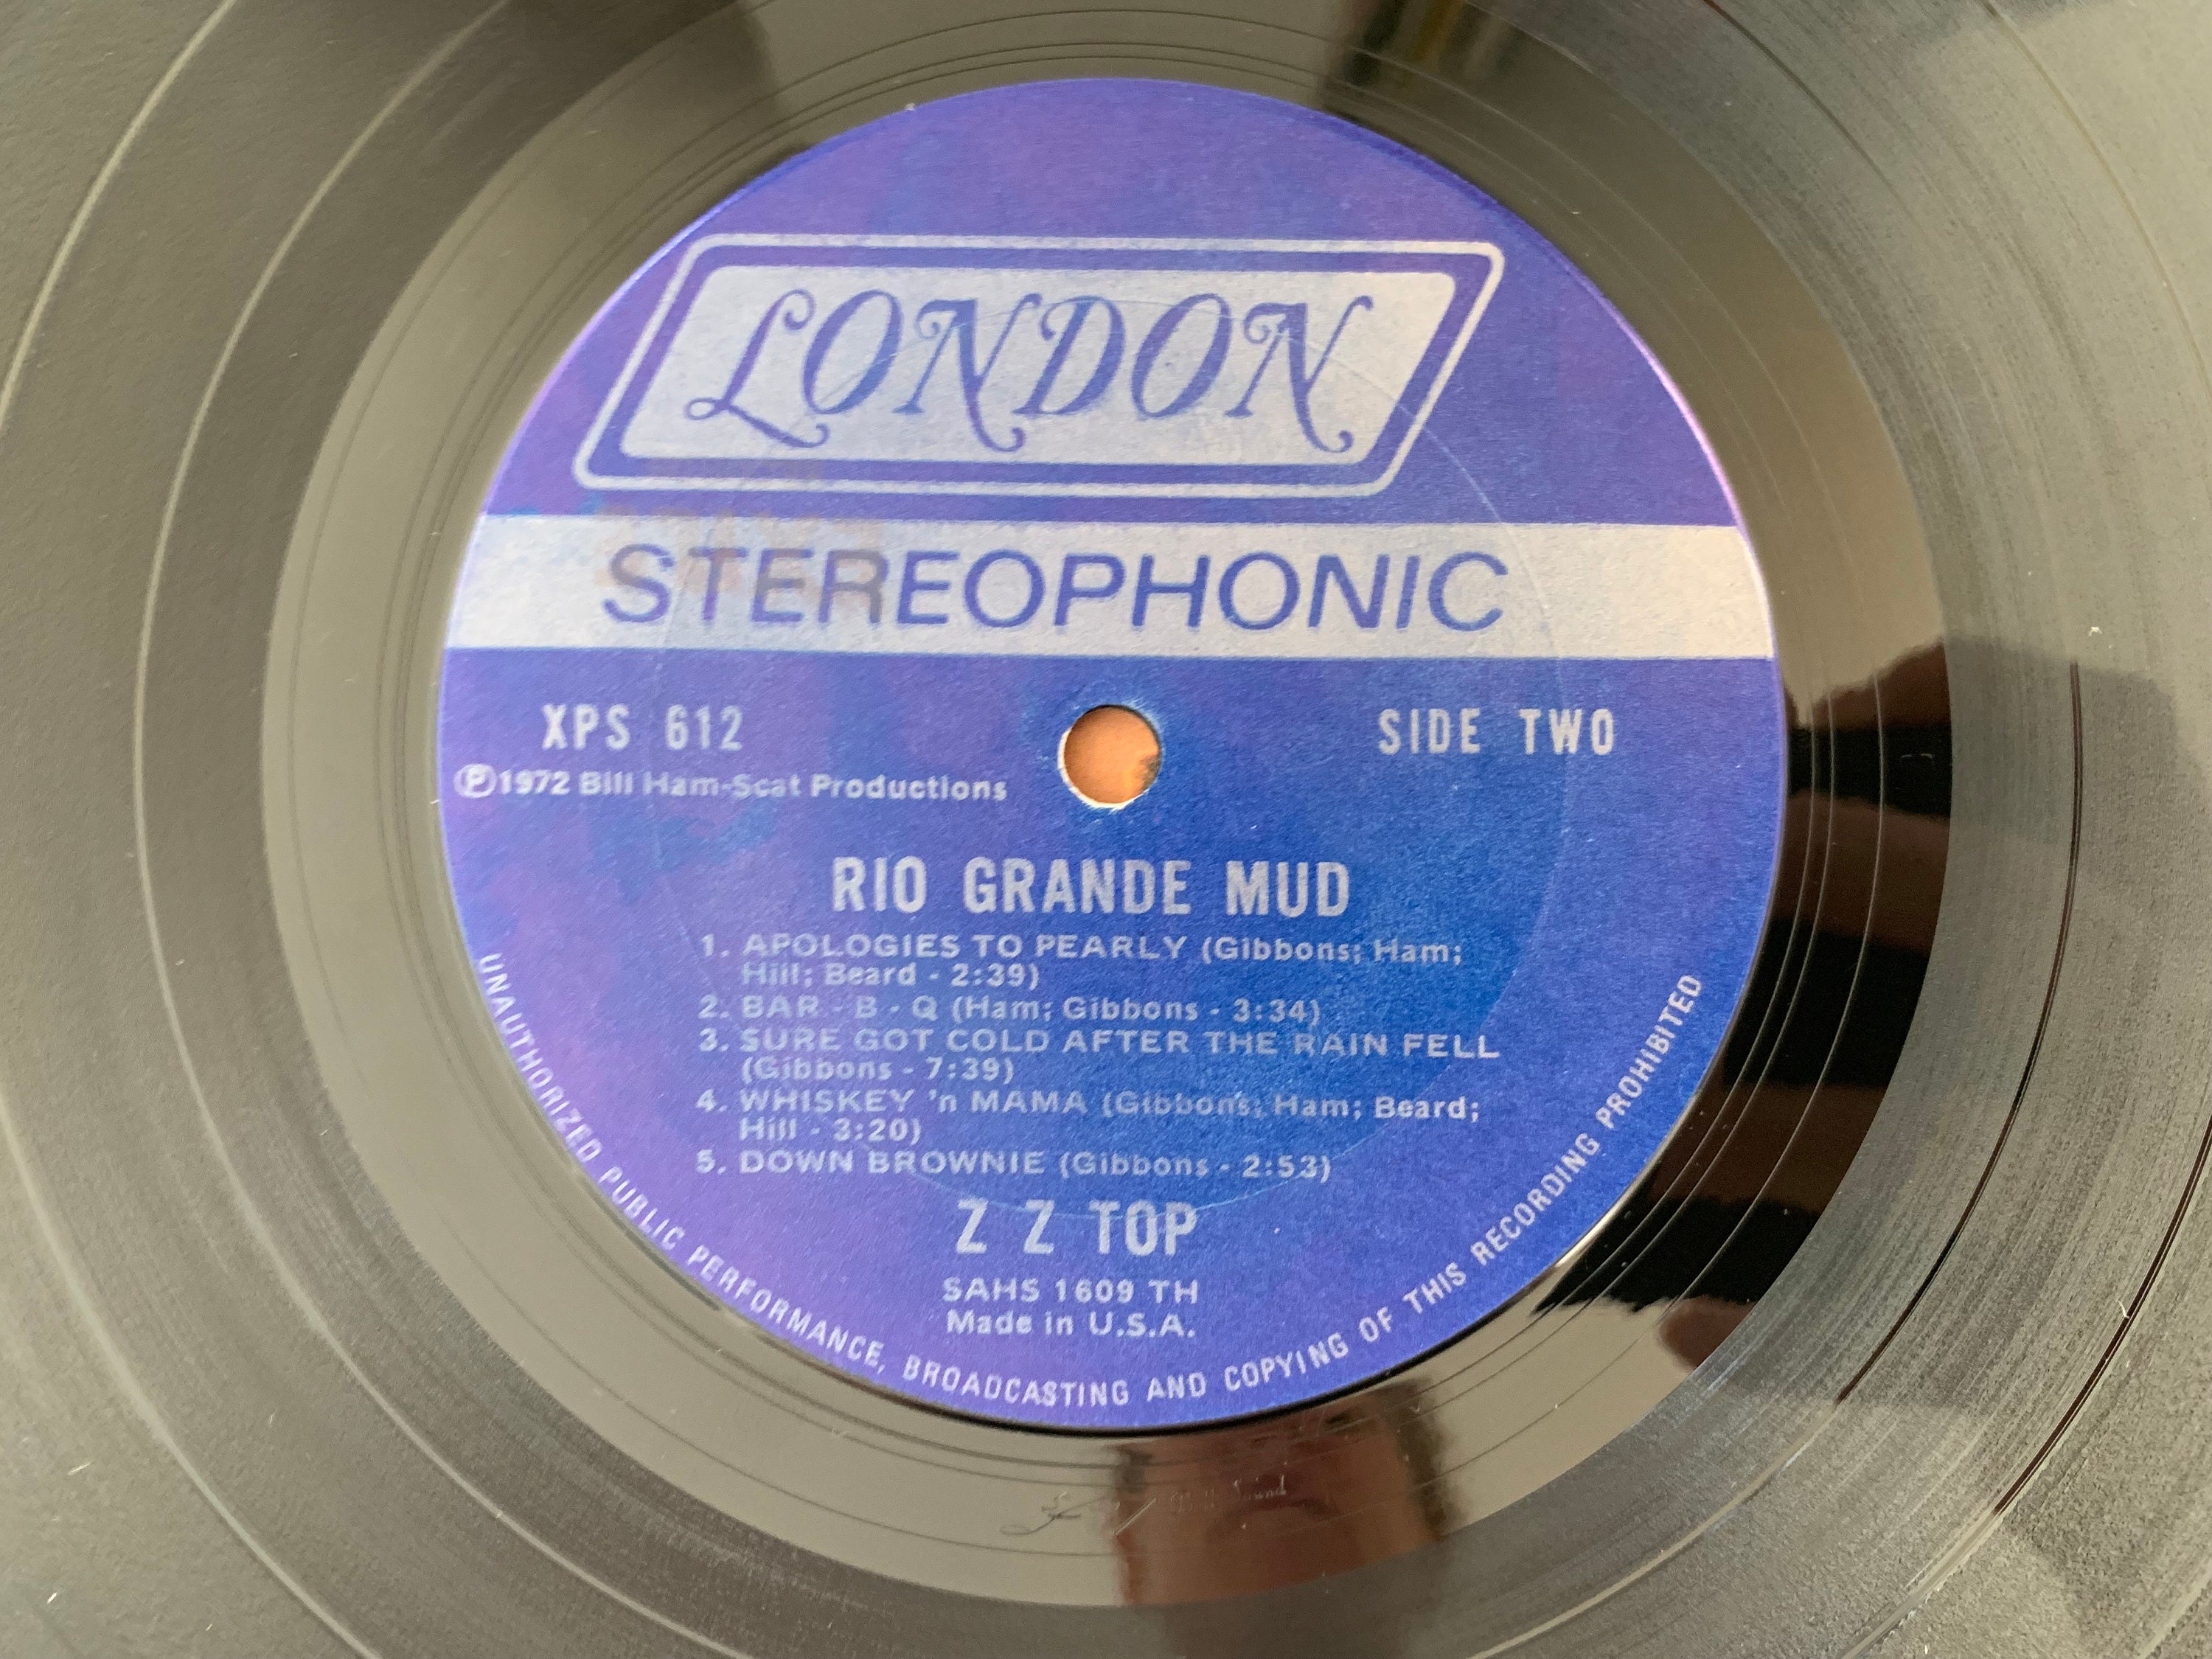 LONDON
STEREOPHONIC
XPS 612
SIDE TWO
Ⓟ1972 Bill Ham-Scat Productions
RIO GRANDE MUD
1. APOLOGIES TO PEARLY (Gibbons; Ham;
Hill; Beard - 2:39)
2. BAR - B - Q (Ham; Gibbons - 3:34)
3. SURE GOT COLD AFTER THE RAIN FELL
(Gibbons - 7:39)
4. WHISKEY 'n MAMA (Gibbons; Ham; Beard;
Hill - 3:20)
5. DOWN BROWNIE (Gibbons - 2:53)
Z Z TOP
SAHS 1609 TH
Made in U.S.A.
UNAUTHORIZED PUBLIC PERFORMANCE, BROADCASTING AND COPYING OF THIS RECORDING PROHIBITED
Bell Sound